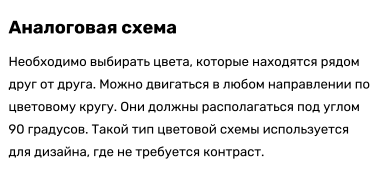 Аналоговая схема
Необходимо выбирать цвета, которые находятся рядом
друг от друга. Можно двигаться в любом направлении по
цветовому кругу. Они должны располагаться под углом
90 градусов. Такой тип цветовой схемы используется
для дизайна, где не требуется контраст.